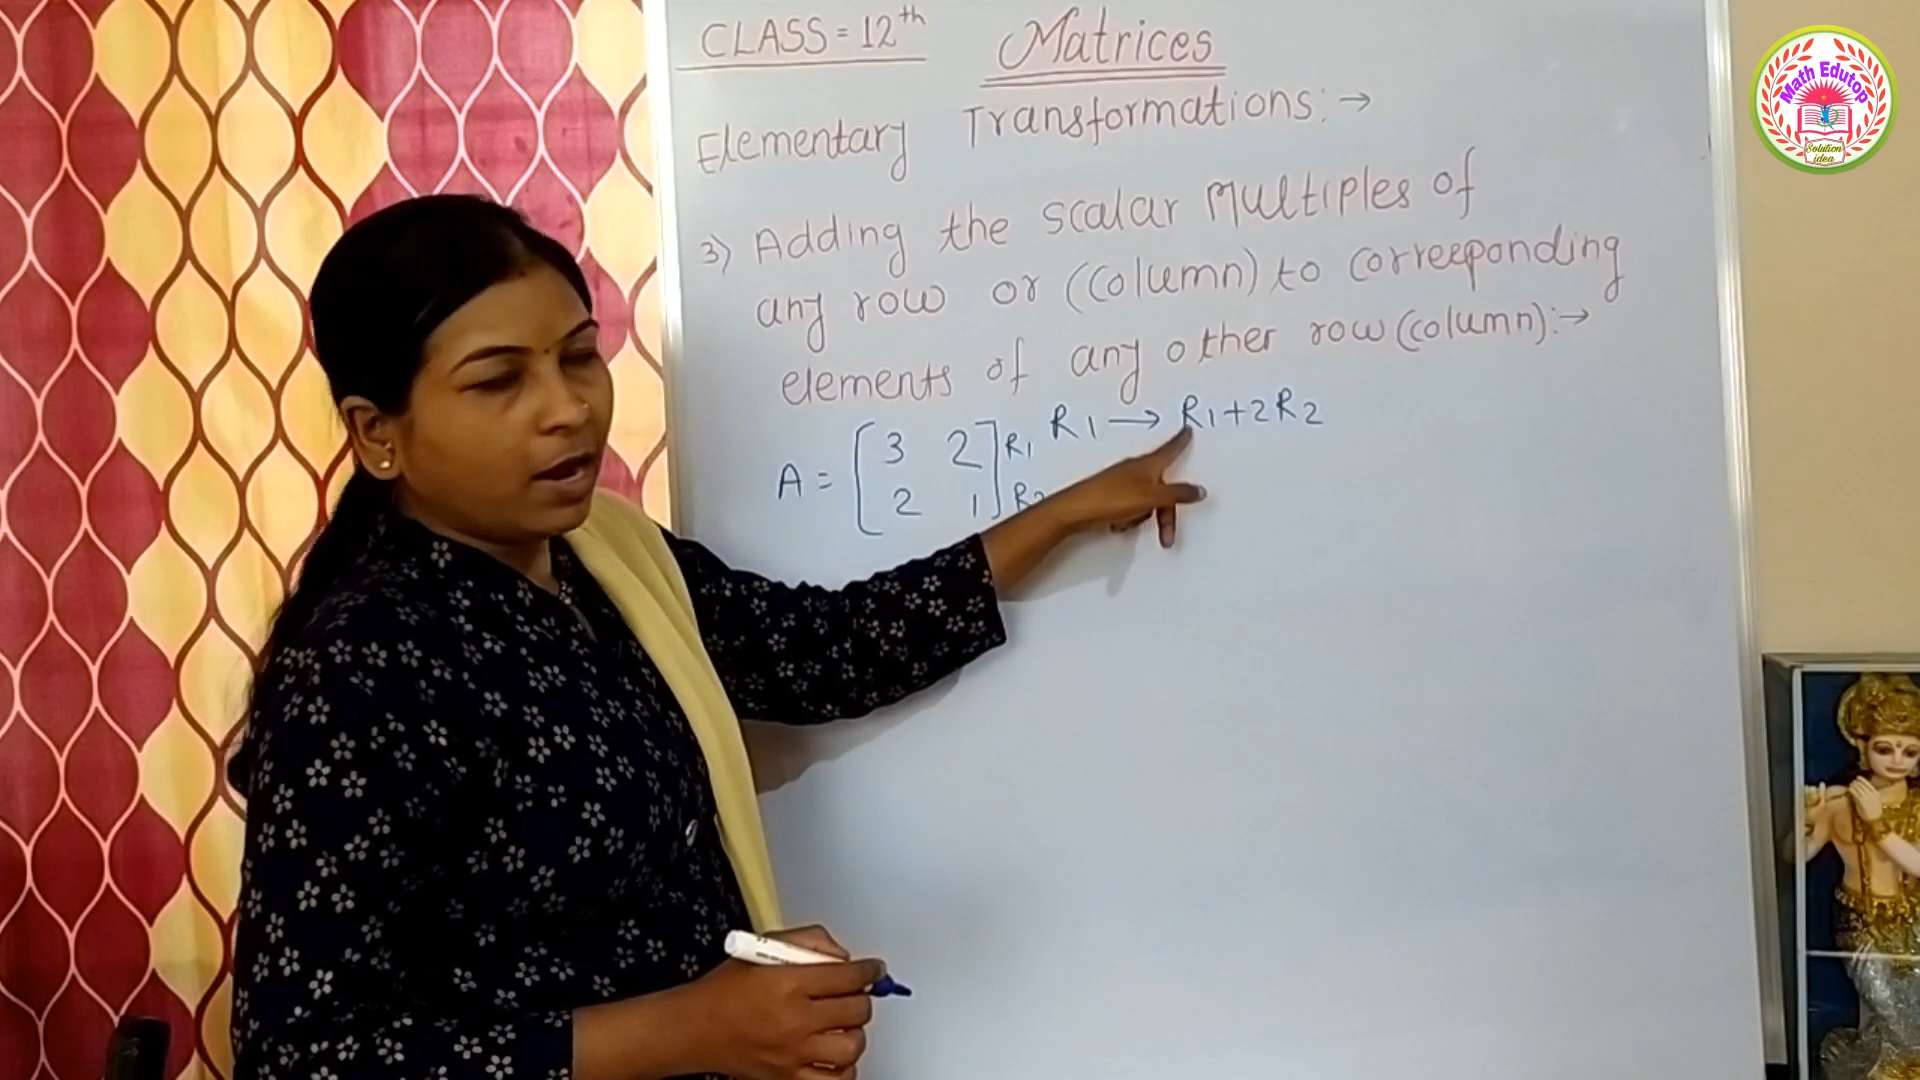 CLASS = 12th
Matrices
Elementary Transformations:→
3) Adding the scalar Multiples of
any row or (column) to corresponding
elements of any other row (column):→
A = [3 2] R1 R1 → R1+2R2
[2 1] R2
Math Edutop
Solution
idea